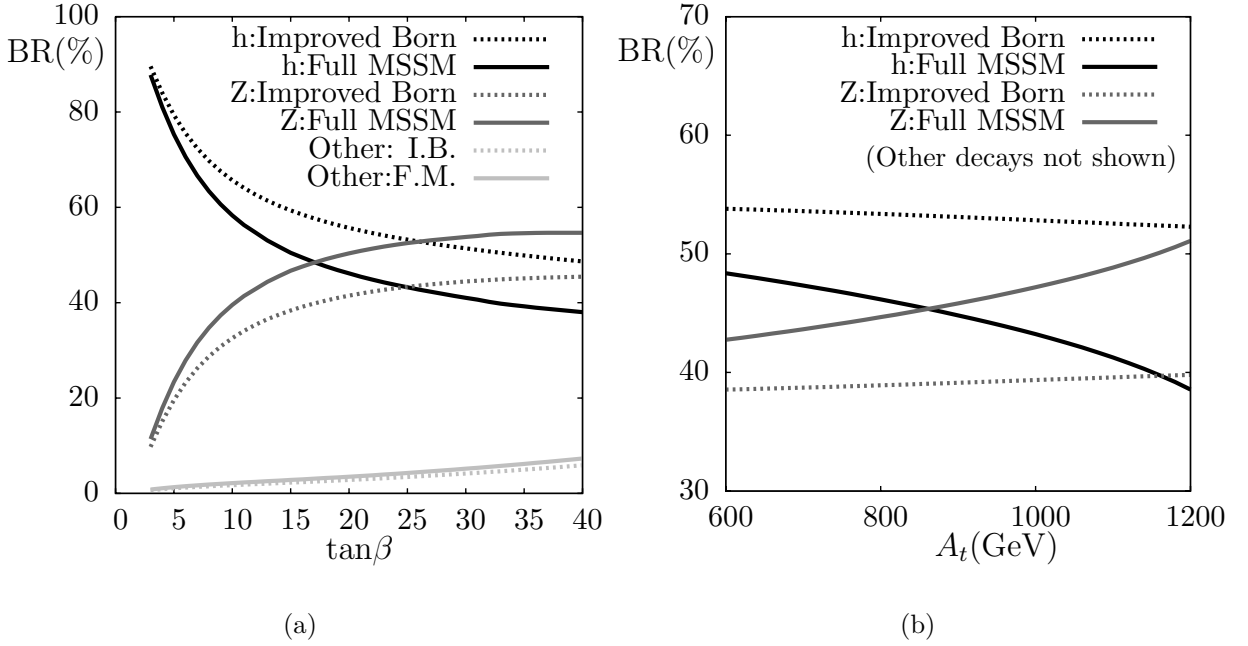 100
80
60
40
20
0
BR(%)
h:Improved Born
h:Full MSSM
Z:Improved Born
Z:Full MSSM
Other: I.B.
Other:F.M.
0 5 10 15 20 25 30 35 40
tanβ
(a)
70
60
50
40
30
BR(%)
h:Improved Born
h:Full MSSM
Z:Improved Born
Z:Full MSSM
(Other decays not shown)
600 800 1000 1200
A_t(GeV)
(b)